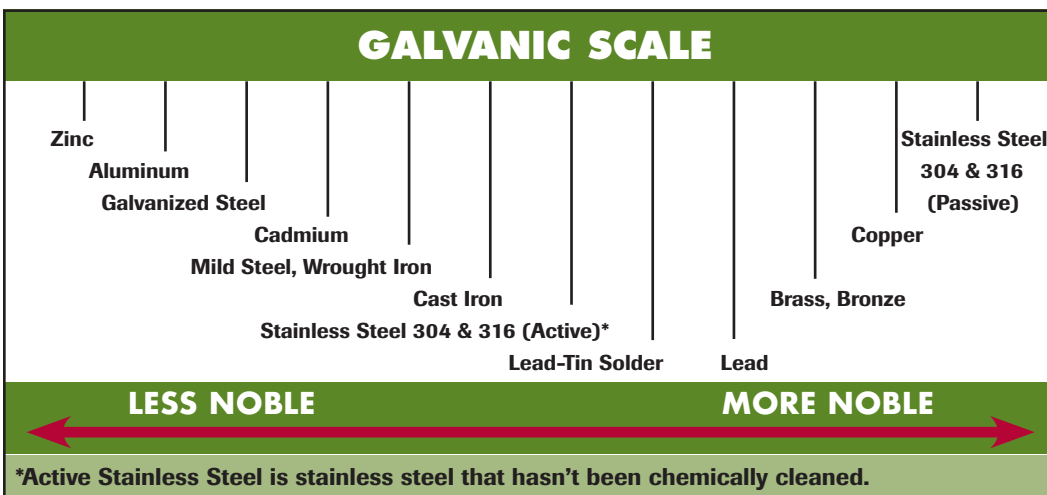 GALVANIC SCALE
Zinc
Aluminum
Galvanized Steel
Cadmium
Mild Steel, Wrought Iron
Cast Iron
Stainless Steel 304 & 316 (Active)*
Lead-Tin Solder
Lead
Brass, Bronze
Copper
Stainless Steel
304 & 316
(Passive)
LESS NOBLE
MORE NOBLE
*Active Stainless Steel is stainless steel that hasn't been chemically cleaned.